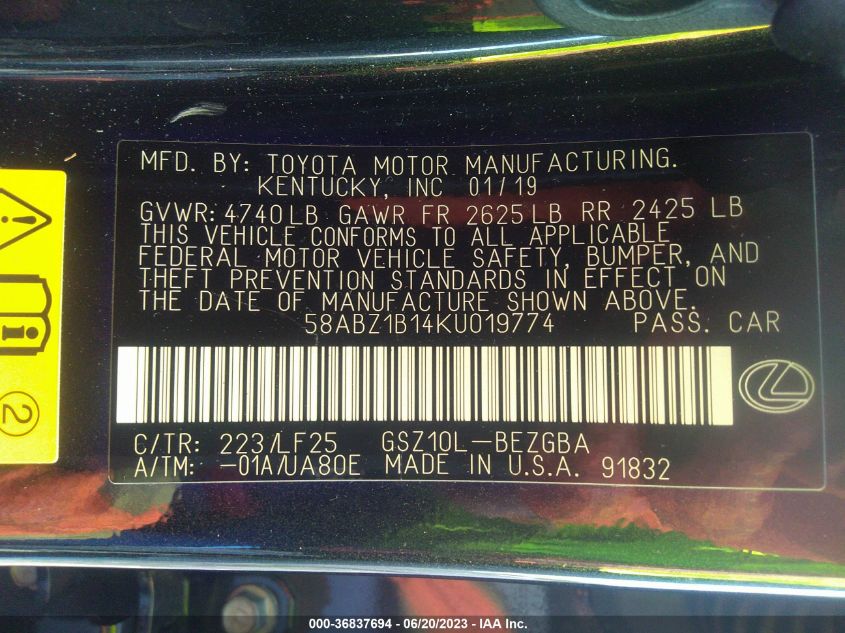 MFD. BY: TOYOTA MOTOR MANUFACTURING.
KENTUCKY, INC 01/19
GVWR: 4740 LB GAWR FR 2625 LB RR 2425 LB
THIS VEHICLE CONFORMS TO ALL APPLICABLE
FEDERAL MOTOR VEHICLE SAFETY, BUMPER, AND
THEFT PREVENTION STANDARDS IN EFFECT ON
THE DATE OF MANUFACTURE SHOWN ABOVE.
58ABZ1B14KU019774 PASS. CAR
C/TR: 223/LF25 GSZ10L-BEZGBA
A/TM: -01A/UA80E MADE IN U.S.A. 91832
2
000-36837694 - 06/20/2023 - IAA Inc.